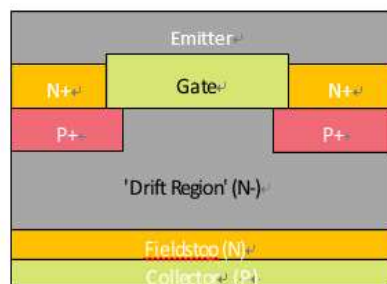 Emitter
Gate
N+ N+
P+ P+
'Drift Region' (N-)
Fieldstop (N)
Collector (P)